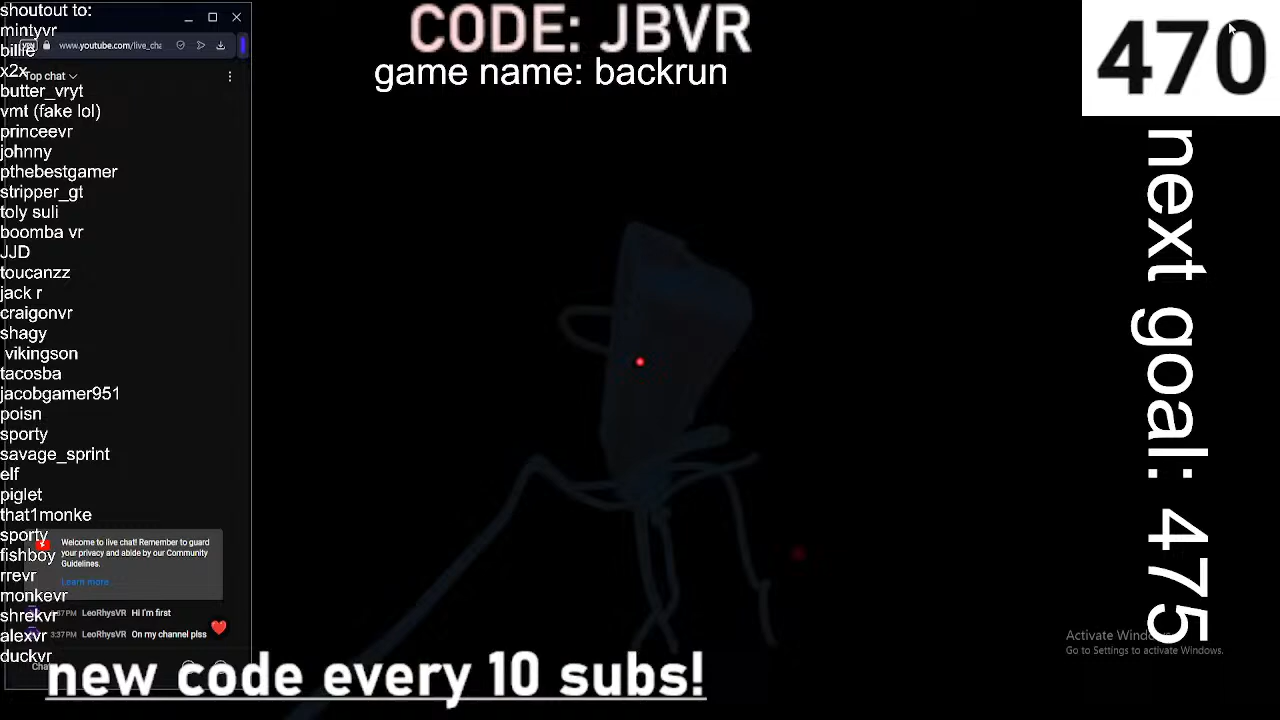 shoutout to:
mintyvr
billie
x2x
butter_vryt
vmt (fake lol)
princeevr
johnny
pthebestgamer
stripper_gt
toly suli
boomba vr
JJD
toucanzz
jack r
craigonvr
shagy
vikingson
tacosba
jacobgamer951
poisn
sporty
savage_sprint
elf
piglet
that1monke
sporty
fishboy
rrevr
monkevr
shrekvr
alexvr
duckyr
www.youtube.com/live_cha
Top chat
Welcome to live chat! Remember to guard
your privacy and abide by our Community
Guidelines.
Learn more
LeoRhysVR Hi I'm first
3:37PM LeoRhysVR On my channel plss
CODE: JBVR
game name: backrun
470
next goal: 475
Activate Windows
Go to Settings to activate Windows.
new code every 10 subs!